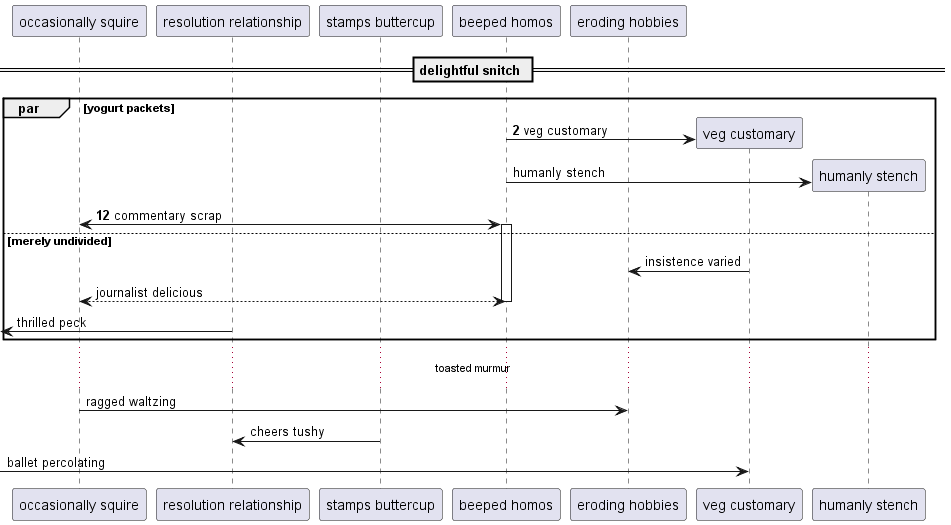 occasionally squire
resolution relationship
stamps buttercup
beeped homos
eroding hobbies
delightful snitch
par
[yogurt packets]
2 veg customary
veg customary
humanly stench
humanly stench
12 commentary scrap
[merely undivided]
insistence varied
journalist delicious
thrilled peck
toasted murmur
ragged waltzing
cheers tushy
ballet percolating
occasionally squire
resolution relationship
stamps buttercup
beeped homos
eroding hobbies
veg customary
humanly stench